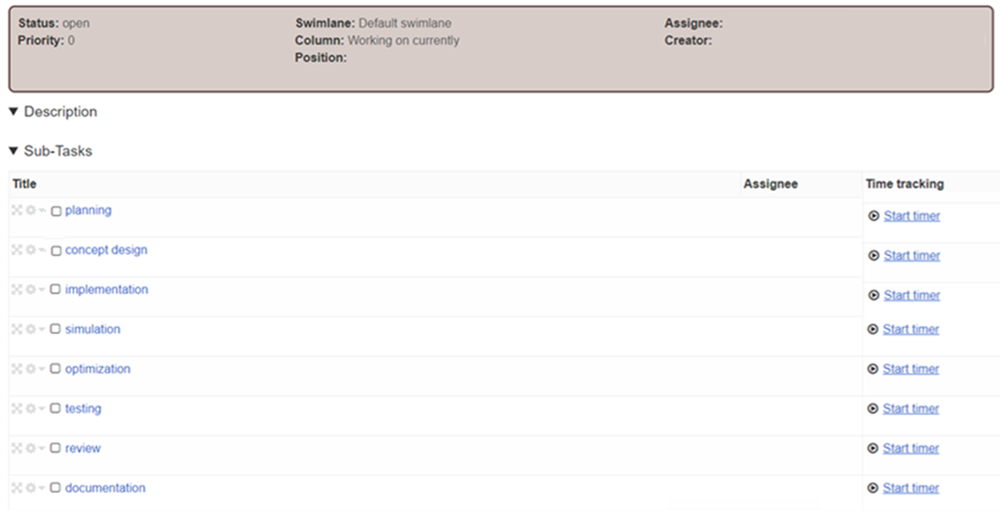 Status: open Swimlane: Default swimlane Assignee:
Priority: 0 Column: Working on currently Creator:
Position:
Description
Sub-Tasks
Title Assignee Time tracking
planning Start timer
concept design Start timer
implementation Start timer
simulation Start timer
optimization Start timer
testing Start timer
review Start timer
documentation Start timer